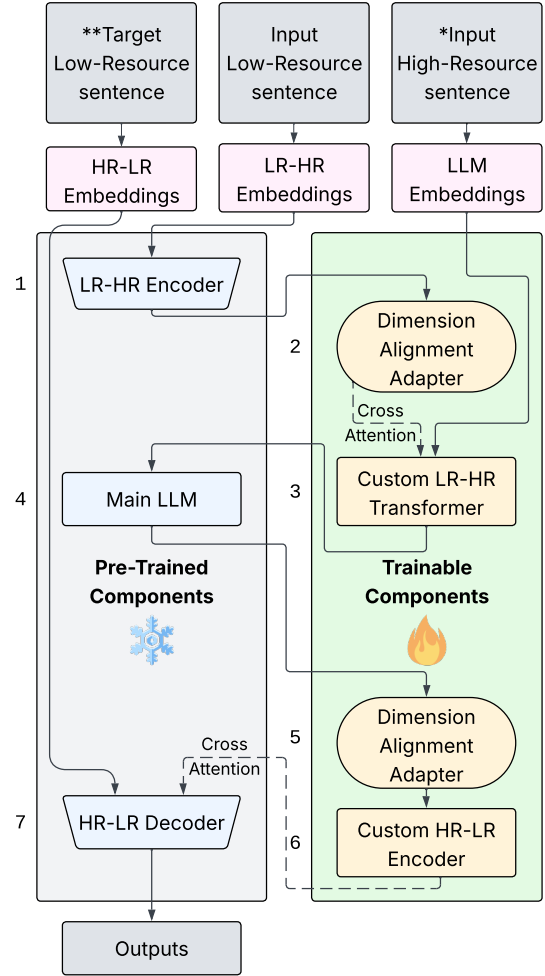 **Target
Low-Resource
sentence
Input
Low-Resource
sentence
*Input
High-Resource
sentence
HR-LR
Embeddings
LR-HR
Embeddings
LLM
Embeddings
1
LR-HR Encoder
2
Dimension
Alignment
Adapter
Cross
Attention
3
Custom LR-HR
Transformer
4
Main LLM
Pre-Trained
Components
Trainable
Components
5
Dimension
Alignment
Adapter
Cross
Attention
6
Custom HR-LR
Encoder
7
HR-LR Decoder
Outputs